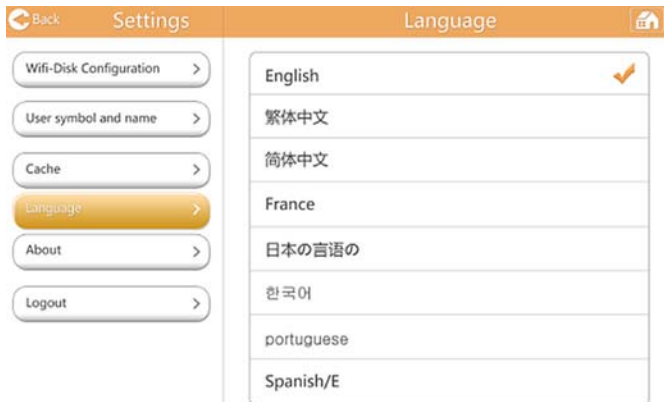 Back
Settings
Language
Wifi-Disk Configuration
User symbol and name
Cache
Language
About
Logout
English
繁体中文
简体中文
France
日本の言语の
한국어
portuguese
Spanish/E